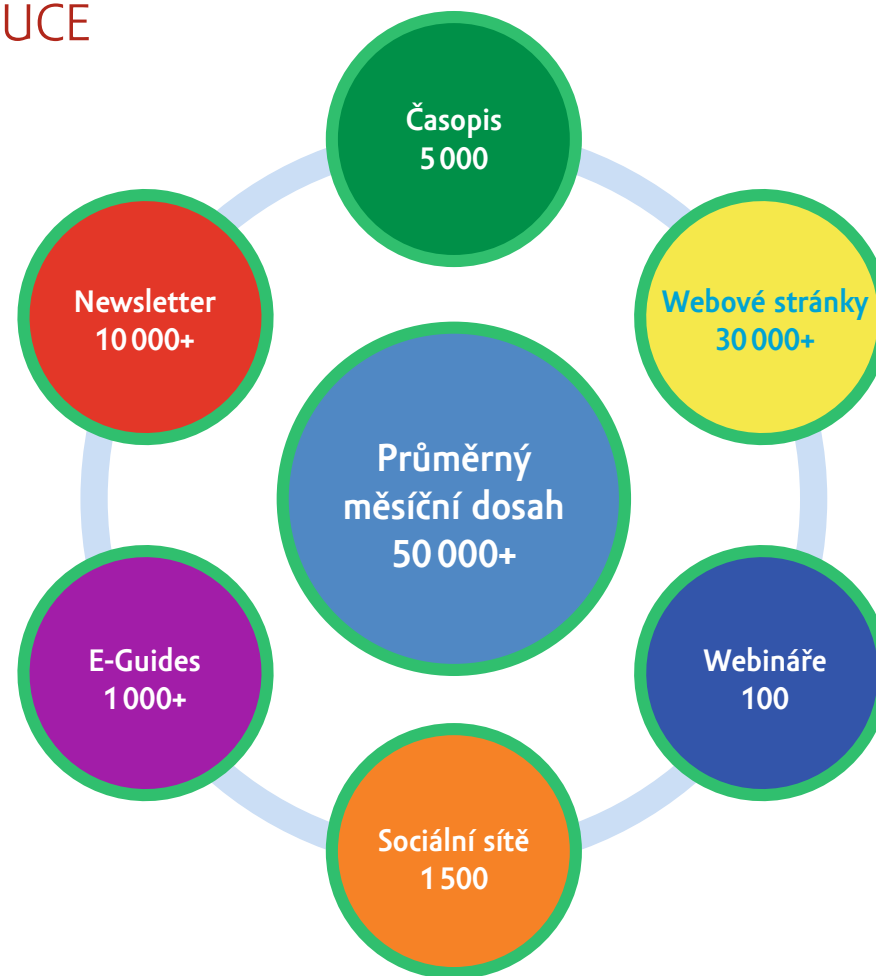 UCE
Časopis
5 000
Newsletter
10 000+
Webové stránky
30 000+
Průměrný
měsíční dosah
50 000+
E-Guides
1 000+
Webináře
100
Sociální sítě
1 500